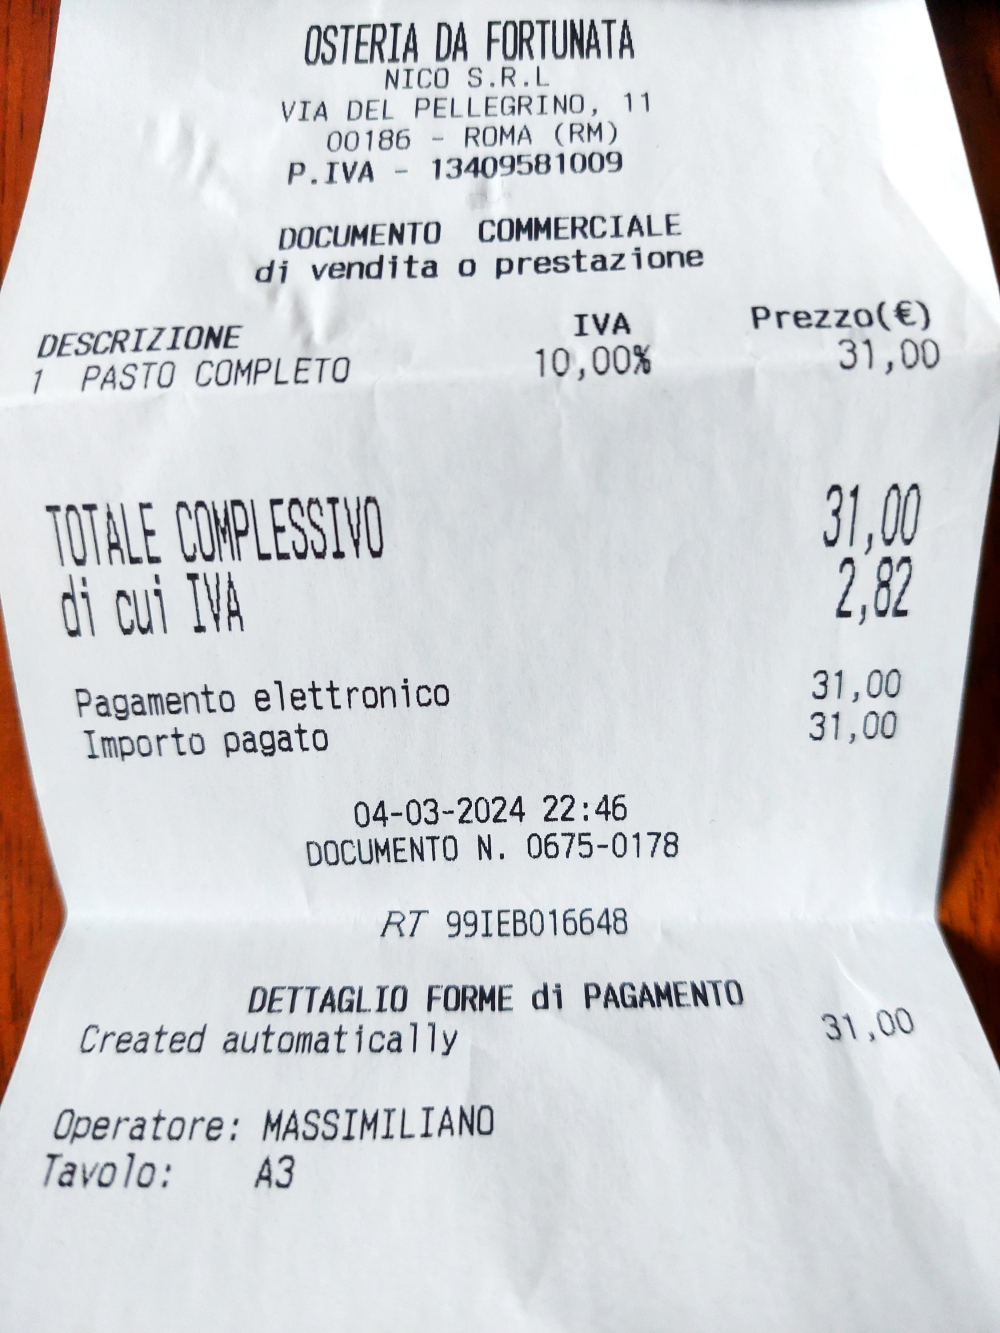 OSTERIA DA FORTUNATA
NICO S.R.L
VIA DEL PELLEGRINO, 11
00186 - ROMA (RM)
P.IVA - 13409581009
DOCUMENTO COMMERCIALE
di vendita o prestazione
DESCRIZIONE IVA Prezzo(€)
1 PASTO COMPLETO 10,00% 31,00
TOTALE COMPLESSIVO 31,00
di cui IVA 2,82
Pagamento elettronico 31,00
Importo pagato 31,00
04-03-2024 22:46
DOCUMENTO N. 0675-0178
RT 99IEB016648
DETTAGLIO FORME di PAGAMENTO
Created automatically 31,00
Operatore: MASSIMILIANO
Tavolo: A3